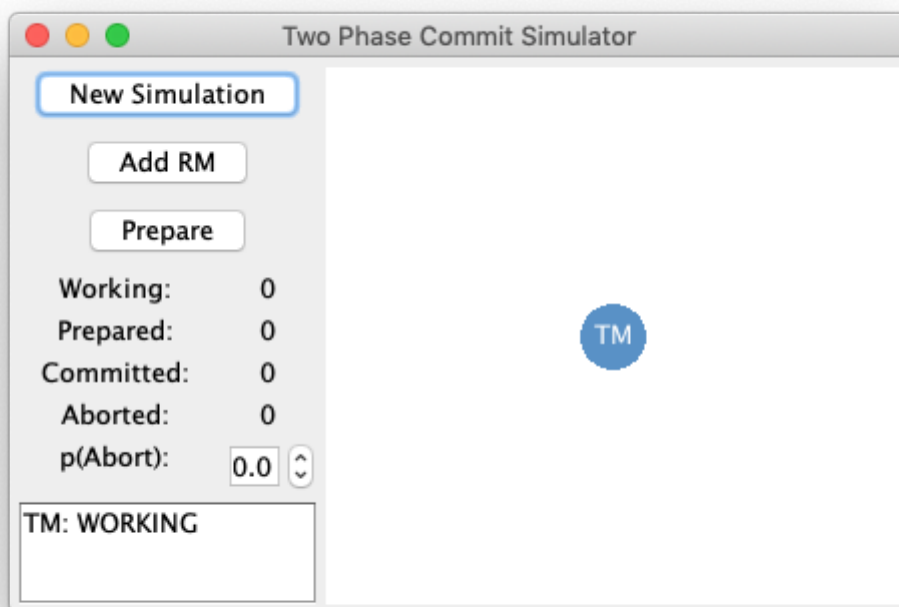 Two Phase Commit Simulator
New Simulation
Add RM
Prepare
Working: 0
Prepared: 0
Committed: 0
Aborted: 0
p(Abort): 0.0
TM: WORKING
TM